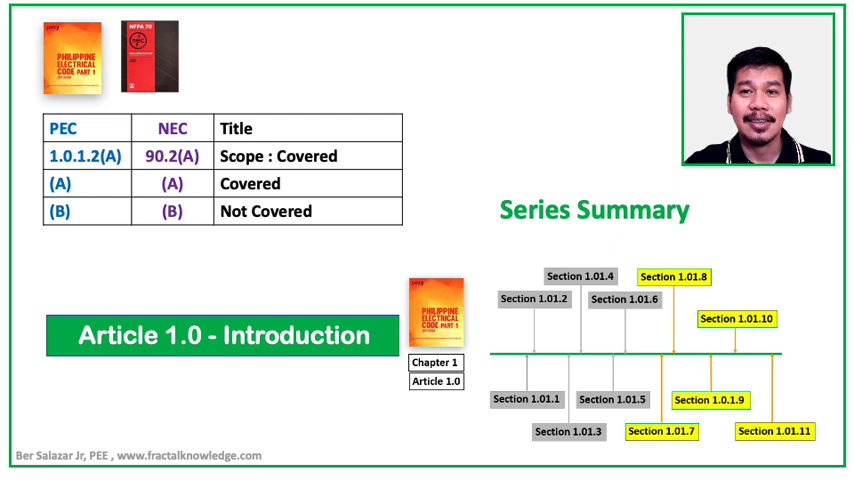 PHILIPPINE
ELECTRICAL
CODE PART 1
NFPA 70
nec
PEC NEC Title
1.0.1.2(A) 90.2(A) Scope : Covered
(A) (A) Covered
(B) (B) Not Covered
Series Summary
Article 1.0 - Introduction
PHILIPPINE
ELECTRICAL
CODE PART 1
Chapter 1
Article 1.0
Section 1.01.4
Section 1.01.8
Section 1.01.2
Section 1.01.6
Section 1.01.10
Section 1.01.1
Section 1.01.5
Section 1.0.1.9
Section 1.01.3
Section 1.01.7
Section 1.01.11
Ber Salazar Jr, PEE , www.fractalknowledge.com